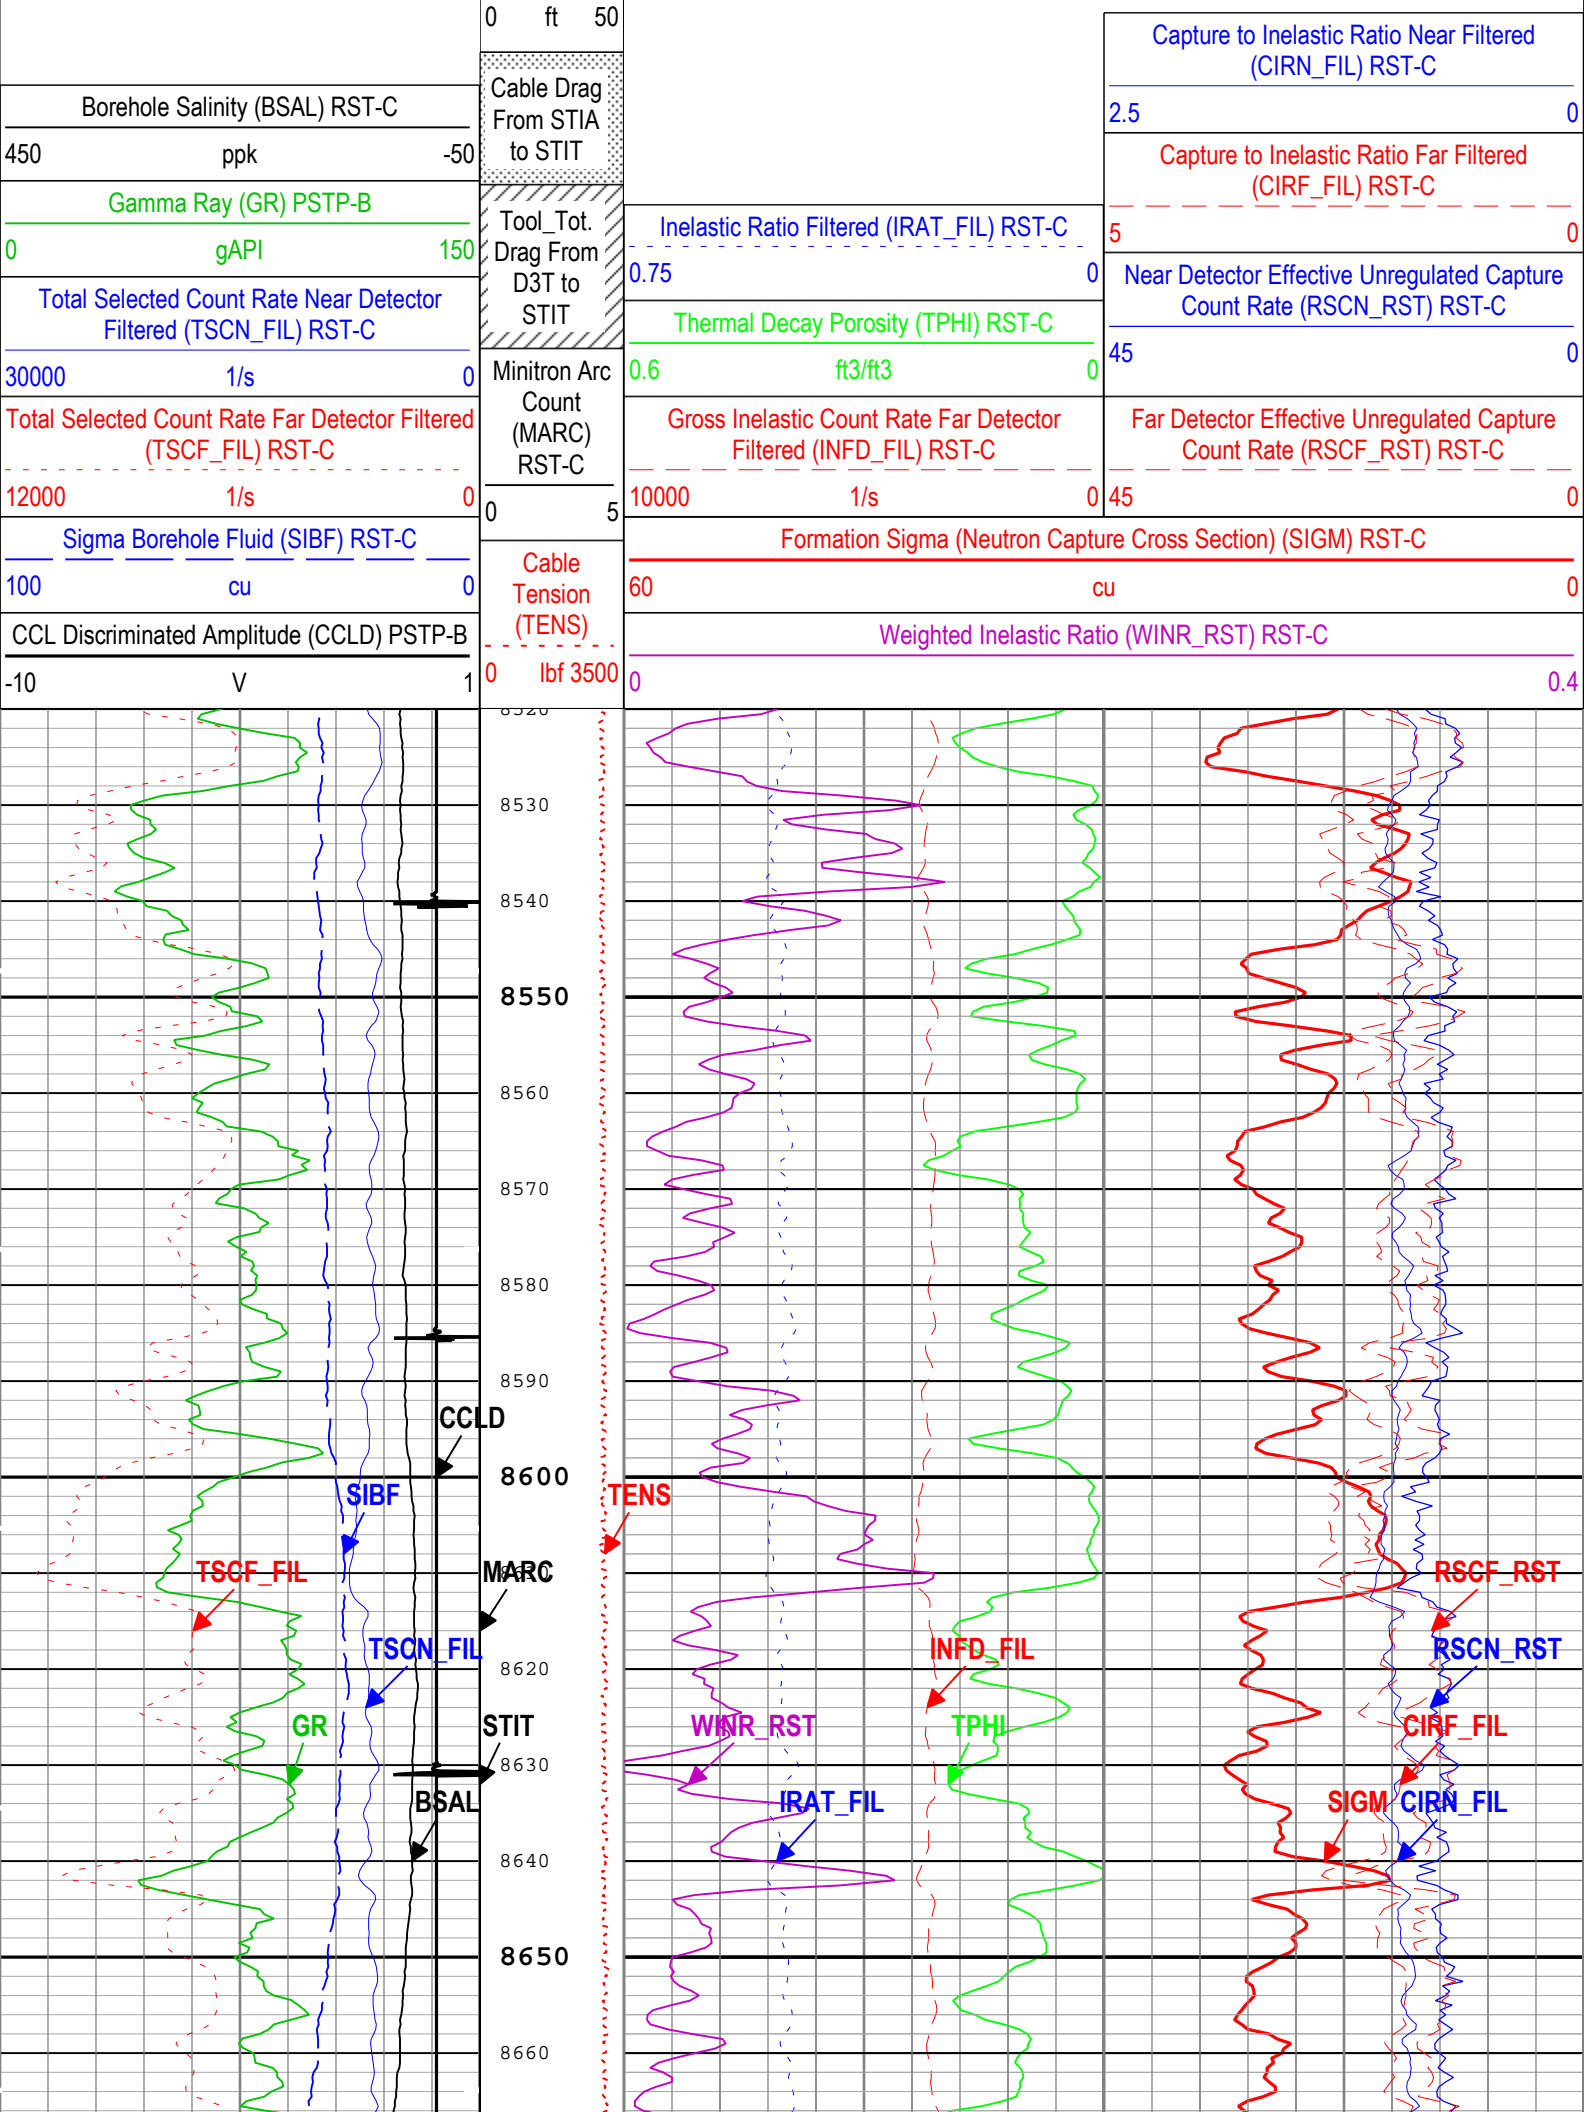 0 ft 50
Cable Drag
From STIA
to STIT
Tool_Tot.
Drag From
D3T to
STIT
Minitron Arc
Count
(MARC)
RST-C
0 5
Cable
Tension
(TENS)
0 lbf 3500
Borehole Salinity (BSAL) RST-C
450 ppk -50
Gamma Ray (GR) PSTP-B
0 gAPI 150
Total Selected Count Rate Near Detector
Filtered (TSCN_FIL) RST-C
30000 1/s 0
Total Selected Count Rate Far Detector Filtered
(TSCF_FIL) RST-C
12000 1/s 0
Sigma Borehole Fluid (SIBF) RST-C
100 cu 0
CCL Discriminated Amplitude (CCLD) PSTP-B
-10 V 1
Inelastic Ratio Filtered (IRAT_FIL) RST-C
0.75 0
Thermal Decay Porosity (TPHI) RST-C
0.6 ft3/ft3 0
Gross Inelastic Count Rate Far Detector
Filtered (INFD_FIL) RST-C
10000 1/s 0
Capture to Inelastic Ratio Near Filtered
(CIRN_FIL) RST-C
2.5 0
Capture to Inelastic Ratio Far Filtered
(CIRF_FIL) RST-C
5 0
Near Detector Effective Unregulated Capture
Count Rate (RSCN_RST) RST-C
45 0
Far Detector Effective Unregulated Capture
Count Rate (RSCF_RST) RST-C
45 0
Formation Sigma (Neutron Capture Cross Section) (SIGM) RST-C
60 cu 0
Weighted Inelastic Ratio (WINR_RST) RST-C
0 0.4
8520
8530
8540
8550
8560
8570
8580
8590
CCLD
8600
SIBF TENS
TSCF_FIL MARC 8610 RSCF_RST
TSCN_FIL INFD_FIL RSCN_RST
8620
GR STIT WINR_RST TPHI CIRF_FIL
8630
BSAL IRAT_FIL SIGM CIRN_FIL
8640
8650
8660